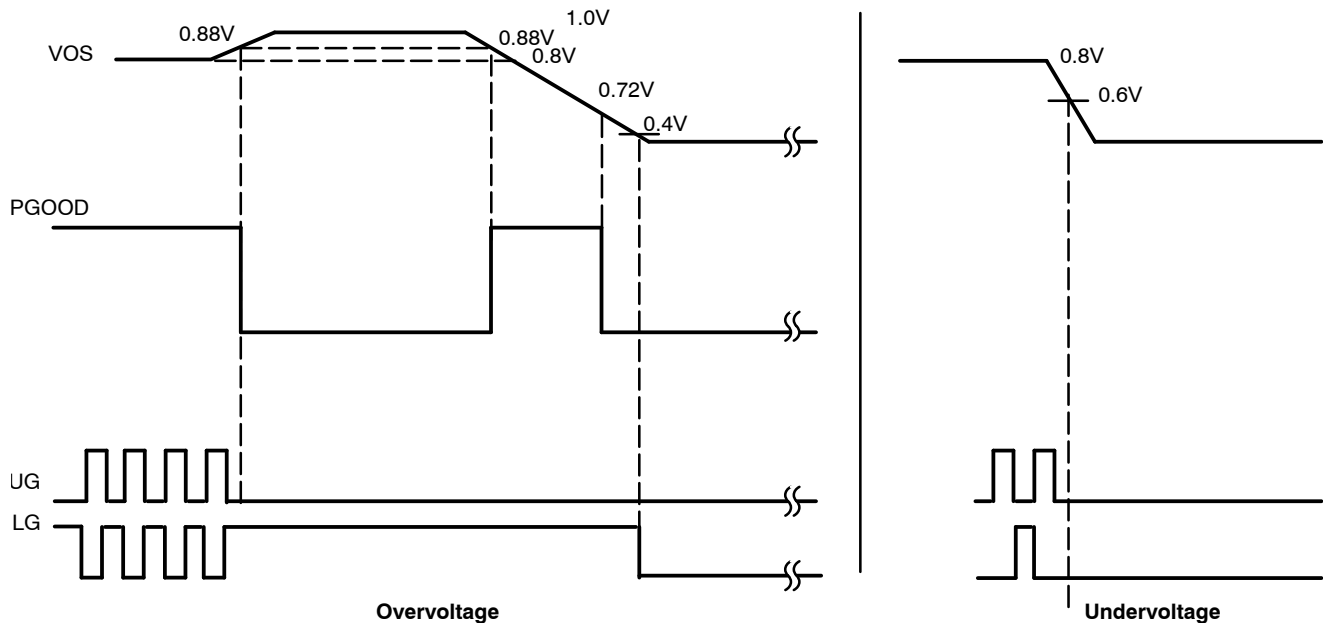 1.0V
0.88V
0.88V
VOS
0.8V
0.8V
0.72V
0.6V
0.4V
PGOOD
UG
LG
Overvoltage
Undervoltage